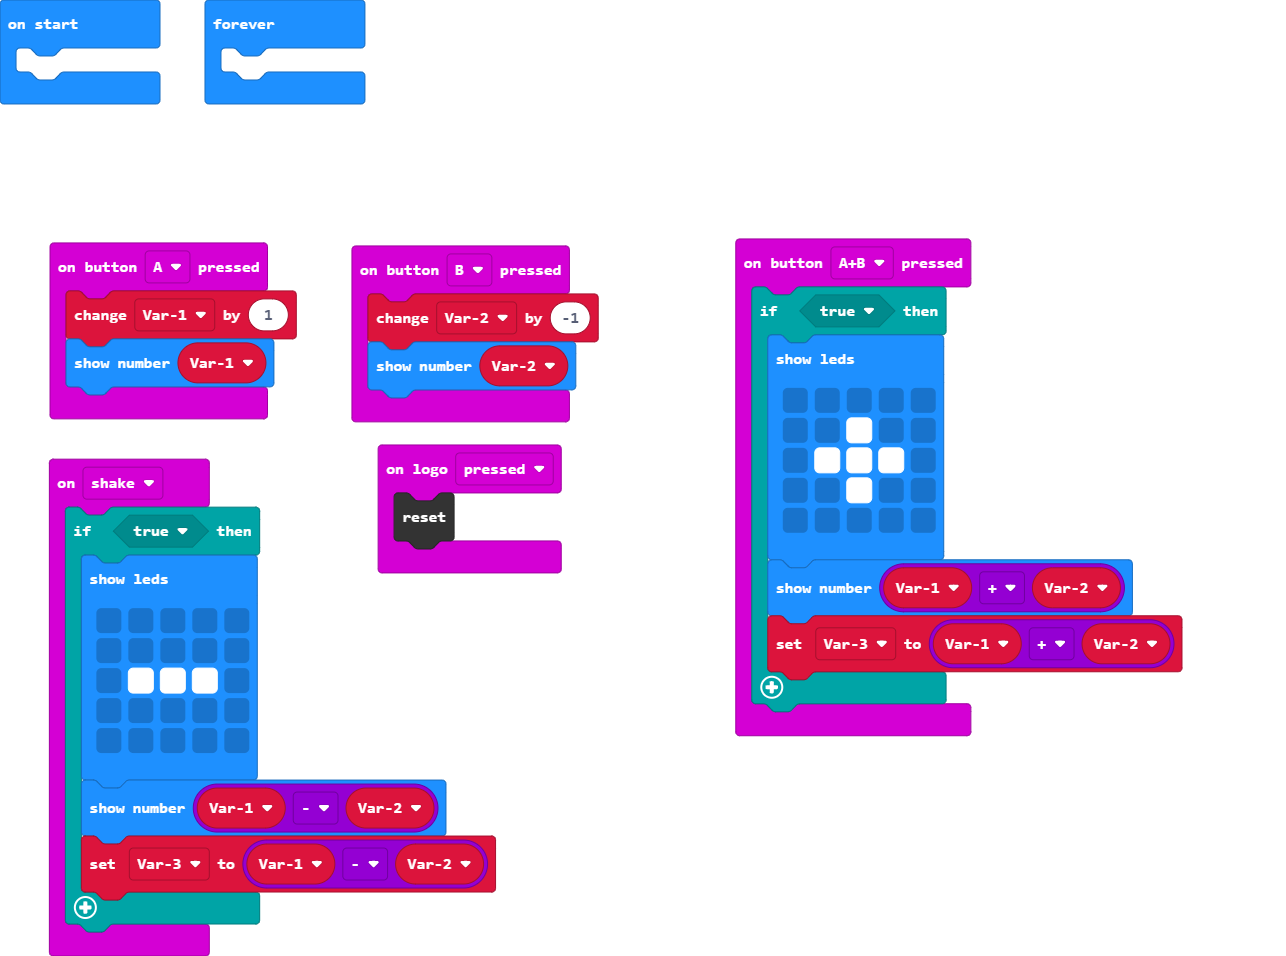 on start
forever
on button A pressed
change Var-1 by 1
show number Var-1
on button B pressed
change Var-2 by -1
show number Var-2
on button A+B pressed
if true then
show leds
show number Var-1 + Var-2
set Var-3 to Var-1 + Var-2
on logo pressed
reset
on shake
if true then
show leds
show number Var-1 - Var-2
set Var-3 to Var-1 - Var-2